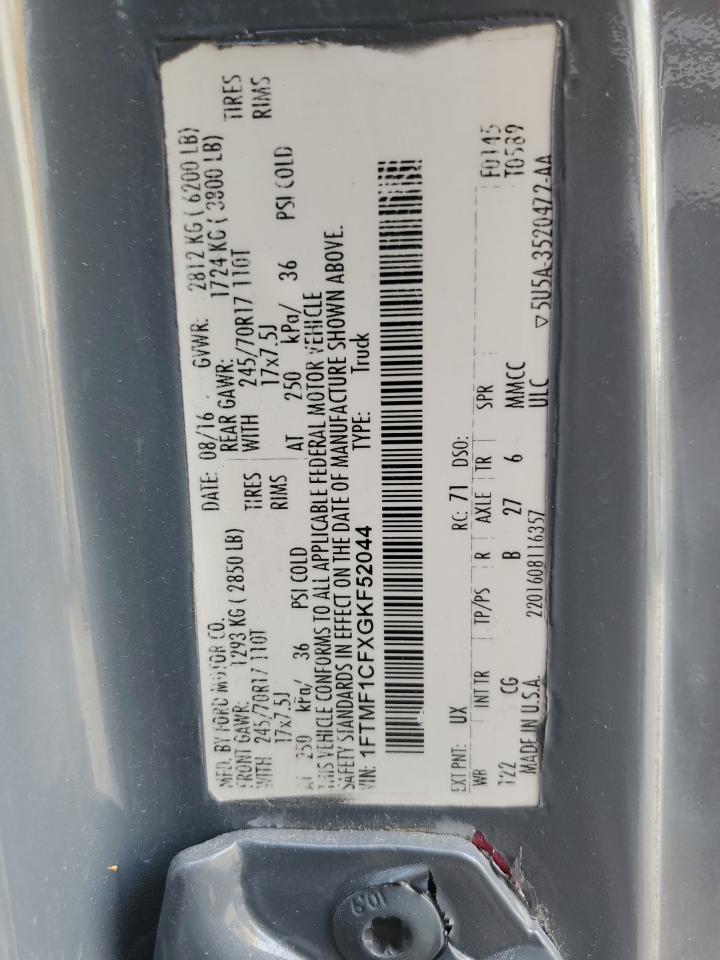 MFD. BY FORD MOTOR CO.
DATE: 08/16 GVWR: 2812 KG ( 6200 LB)
FRONT GAWR: 1293 KG ( 2850 LB) REAR GAWR: 1724 KG ( 3800 LB)
WITH 245/70R17 110T TIRES WITH 245/70R17 110T TIRES
17x7.5J RIMS 17x7.5J RIMS
AT 250 kPa/ 36 PSI COLD AT 250 kPa/ 36 PSI COLD
THIS VEHICLE CONFORMS TO ALL APPLICABLE FEDERAL MOTOR VEHICLE
SAFETY STANDARDS IN EFFECT ON THE DATE OF MANUFACTURE SHOWN ABOVE.
VIN: 1FTMF1CFXGKF52044 TYPE: Truck
EXT PNT: UX RC: 71 DSO: F0145
T0589
WB INT TR TP/PS R AXLE TR SPR
122 CG B 27 6 MMCC
ULC
MADE IN U.S.A. 2201608116357 ▽5U5A-3520472-AA
10.9